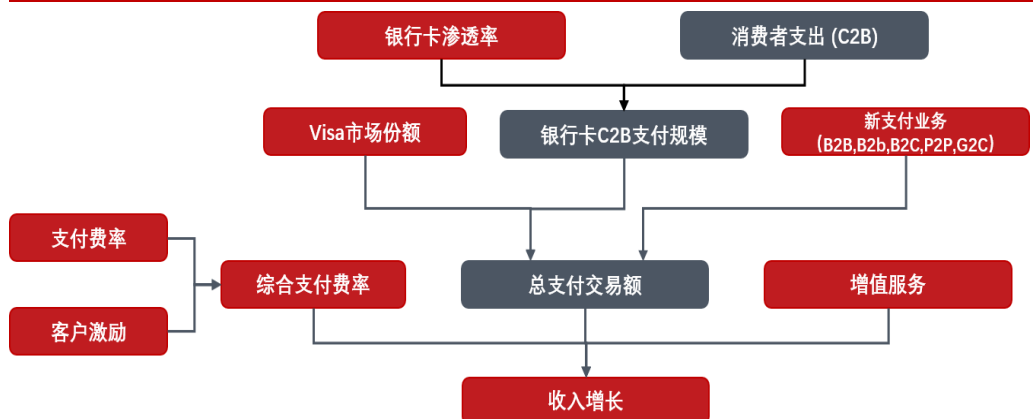 银行卡渗透率
消费者支出 (C2B)
Visa市场份额
银行卡C2B支付规模
新支付业务
(B2B,B2b,B2C,P2P,G2C)
支付费率
综合支付费率
总支付交易额
增值服务
客户激励
收入增长